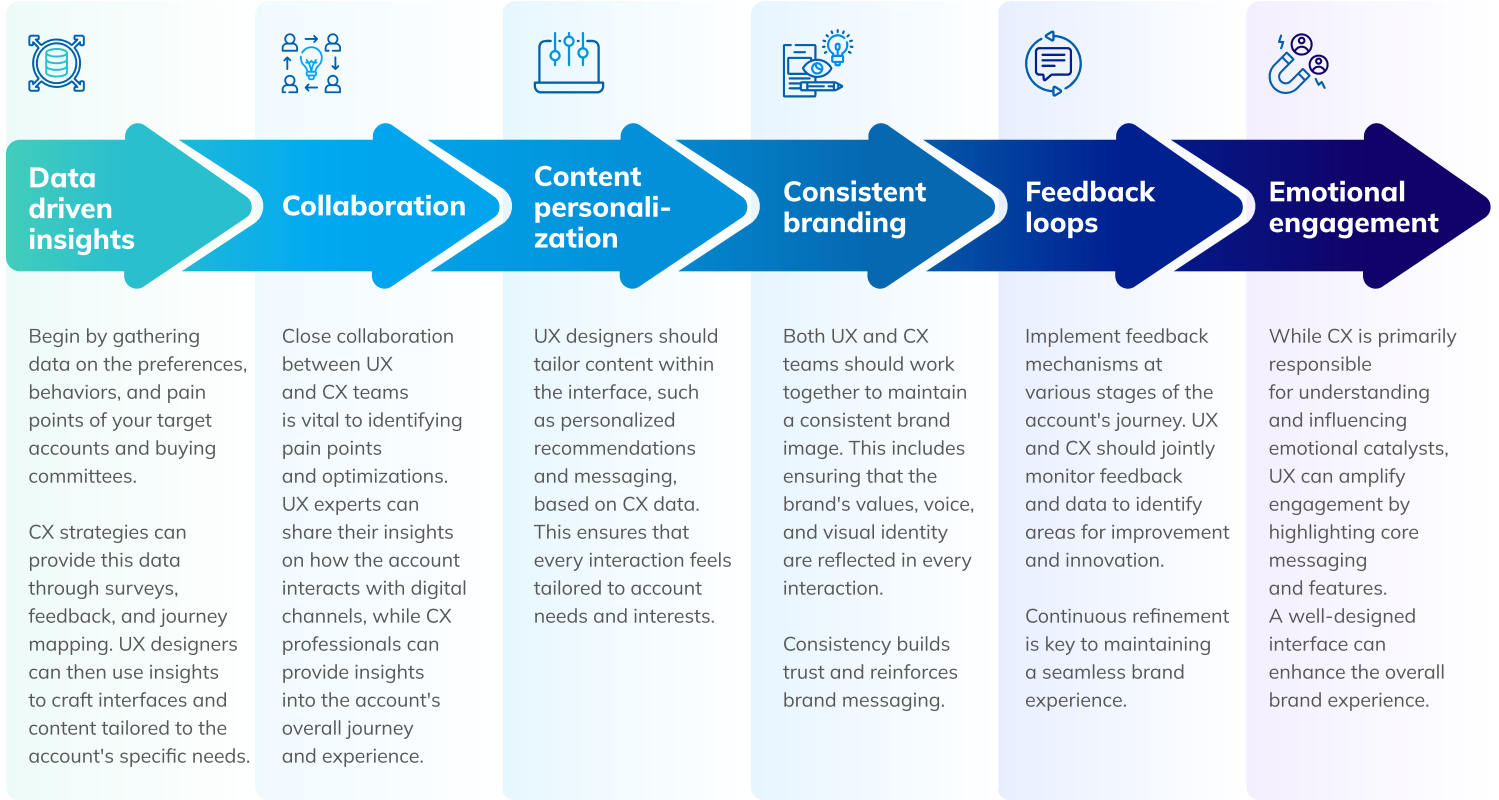 Data
driven
insights
Collaboration
Content
personali-
zation
Consistent
branding
Feedback
loops
Emotional
engagement
Begin by gathering
data on the preferences,
behaviors, and pain
points of your target
accounts and buying
committees.
CX strategies can
provide this data
through surveys,
feedback, and journey
mapping. UX designers
can then use insights
to craft interfaces and
content tailored to the
account's specific needs.
Close collaboration
between UX
and CX teams
is vital to identifying
pain points
and optimizations.
UX experts can
share their insights
on how the account
interacts with digital
channels, while CX
professionals can
provide insights
into the account's
overall journey
and experience.
UX designers should
tailor content within
the interface, such
as personalized
recommendations
and messaging,
based on CX data.
This ensures that
every interaction feels
tailored to account
needs and interests.
Both UX and CX
teams should work
together to maintain
a consistent brand
image. This includes
ensuring that the
brand's values, voice,
and visual identity
are reflected in every
interaction.
Consistency builds
trust and reinforces
brand messaging.
Implement feedback
mechanisms at
various stages of the
account's journey. UX
and CX should jointly
monitor feedback
and data to identify
areas for improvement
and innovation.
Continuous refinement
is key to maintaining
a seamless brand
experience.
While CX is primarily
responsible
for understanding
and influencing
emotional catalysts,
UX can amplify
engagement by
highlighting core
messaging
and features.
A well-designed
interface can
enhance the overall
brand experience.